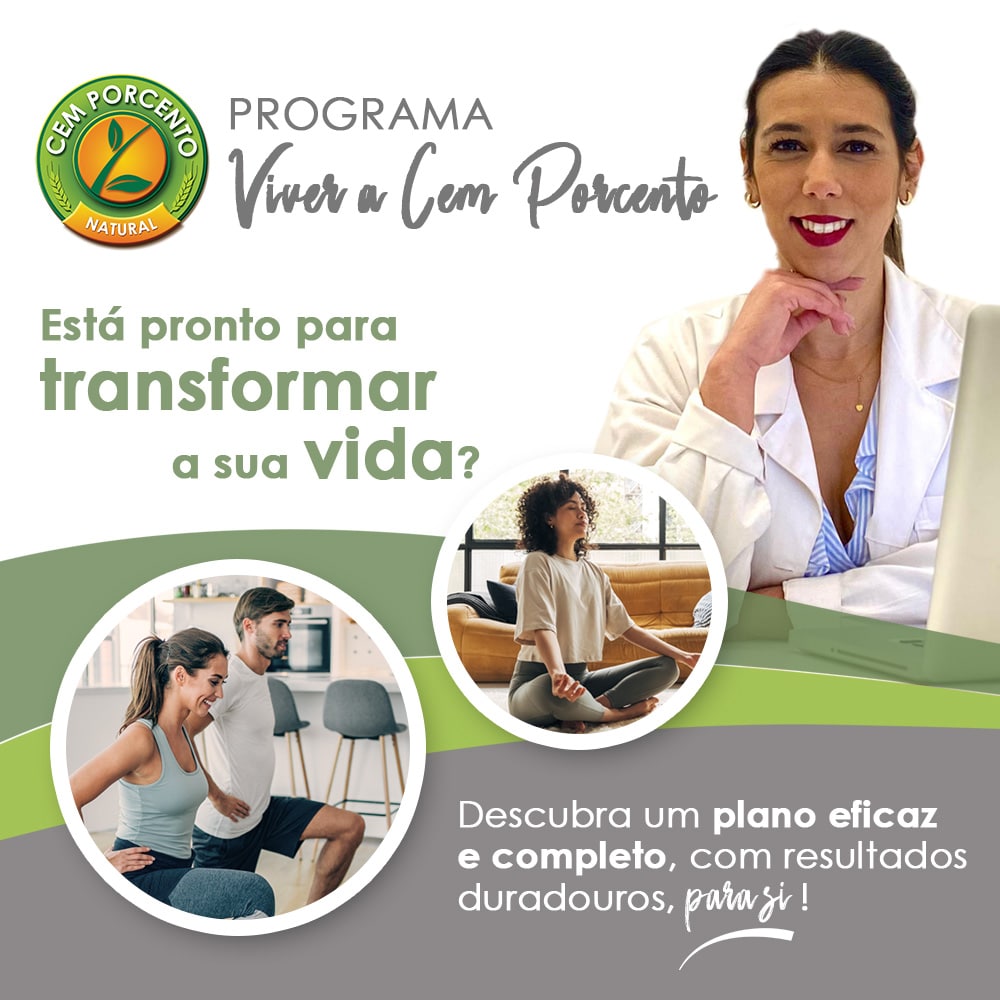 CEM PORCENTO
NATURAL
PROGRAMA
Viver a Cem Porcento
Está pronto para
transformar
a sua vida?
Descubra um plano eficaz
e completo, com resultados
duradouros, para si !